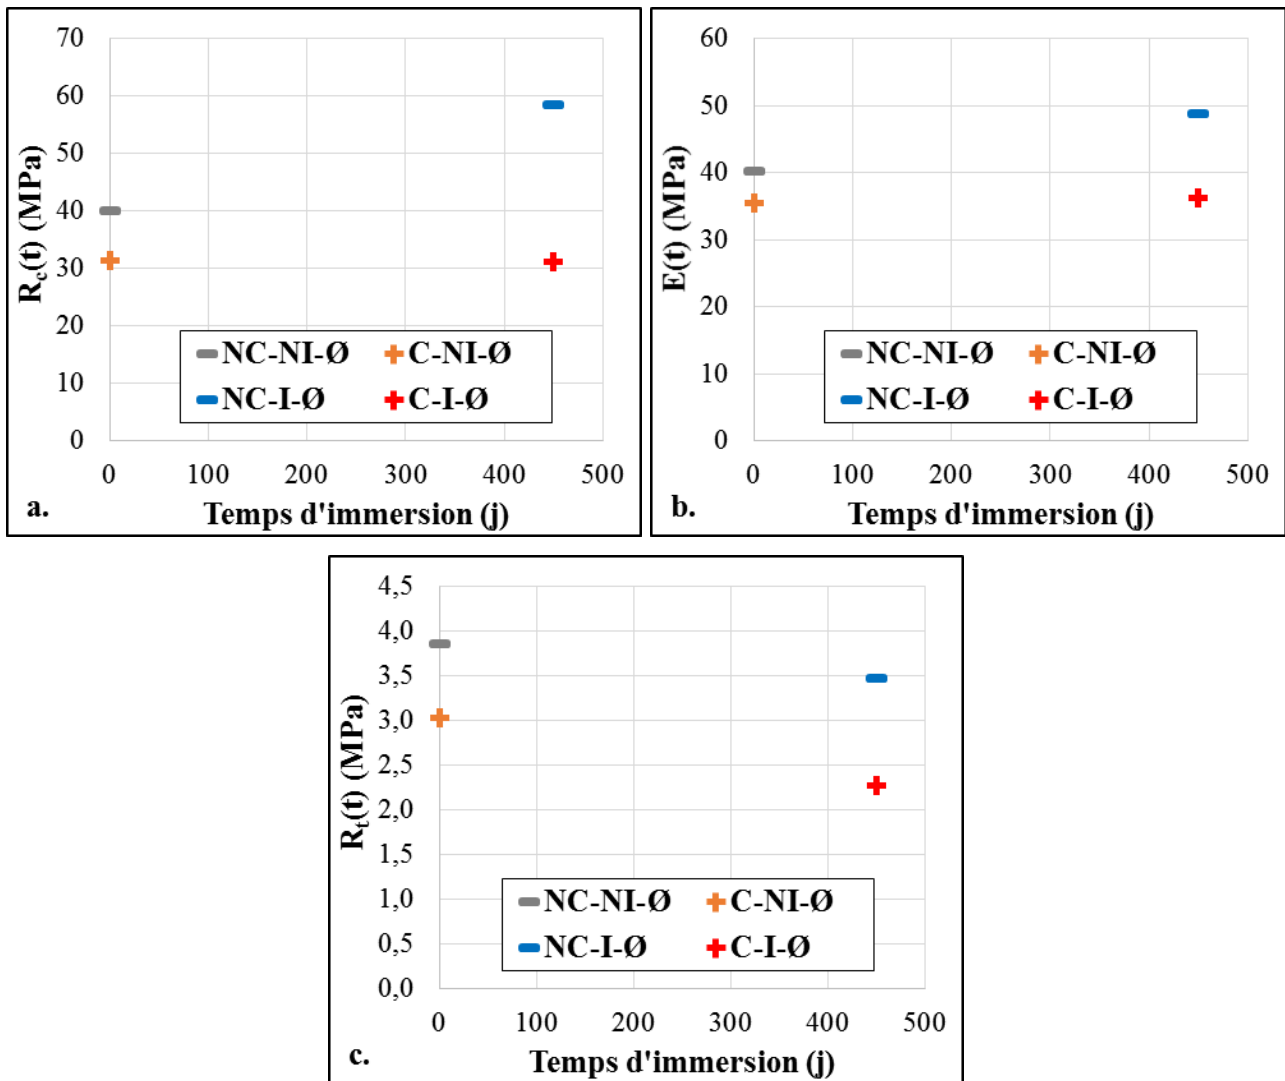 70
60
50
40
30
20
10
0
R_c(t) (MPa)
NC-NI-Ø C-NI-Ø
NC-I-Ø C-I-Ø
0 100 200 300 400 500
a. Temps d'immersion (j)
60
50
40
30
20
10
0
E(t) (MPa)
NC-NI-Ø C-NI-Ø
NC-I-Ø C-I-Ø
0 100 200 300 400 500
b. Temps d'immersion (j)
4,5
4,0
3,5
3,0
2,5
2,0
1,5
1,0
0,5
0,0
R_t(t) (MPa)
NC-NI-Ø C-NI-Ø
NC-I-Ø C-I-Ø
0 100 200 300 400 500
c. Temps d'immersion (j)